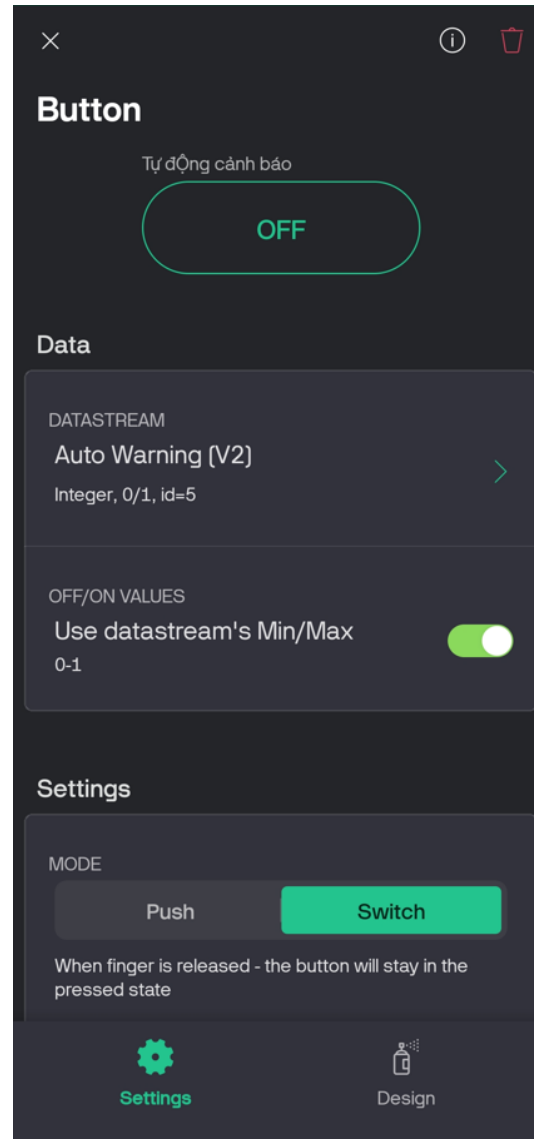 Button
Tự đỘng cảnh báo
OFF
Data
DATASTREAM
Auto Warning (V2)
Integer, 0/1, id=5
OFF/ON VALUES
Use datastream's Min/Max
0-1
Settings
MODE
Push
Switch
When finger is released - the button will stay in the
pressed state
Settings
Design